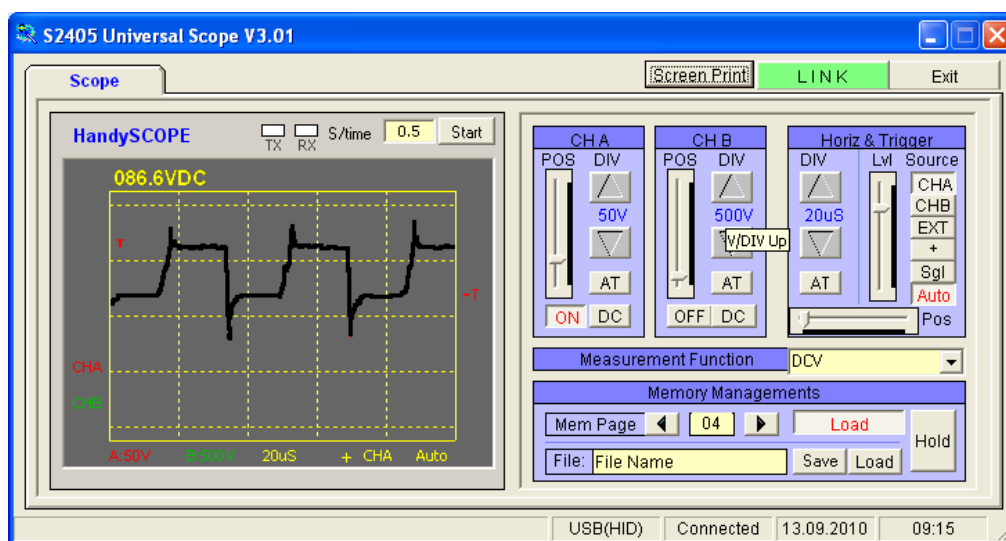 S2405 Universal Scope V3.01
Scope
Screen Print LINK Exit
HandySCOPE TX RX S/time 0.5 Start
086.6VDC
T
-T
CHA
CHB
A:50V B:500V 20uS + CHA Auto
CH A
POS DIV
50V
AT
ON DC
CH B
POS DIV
500V
V/DIV Up
AT
OFF DC
Horiz & Trigger
DIV Lvl Source
20uS
AT
CHA
CHB
EXT
+
Sgl
Auto
Pos
Measurement Function DCV
Memory Managements
Mem Page 04 Load
Hold
File: File Name Save Load
USB(HID) Connected 13.09.2010 09:15